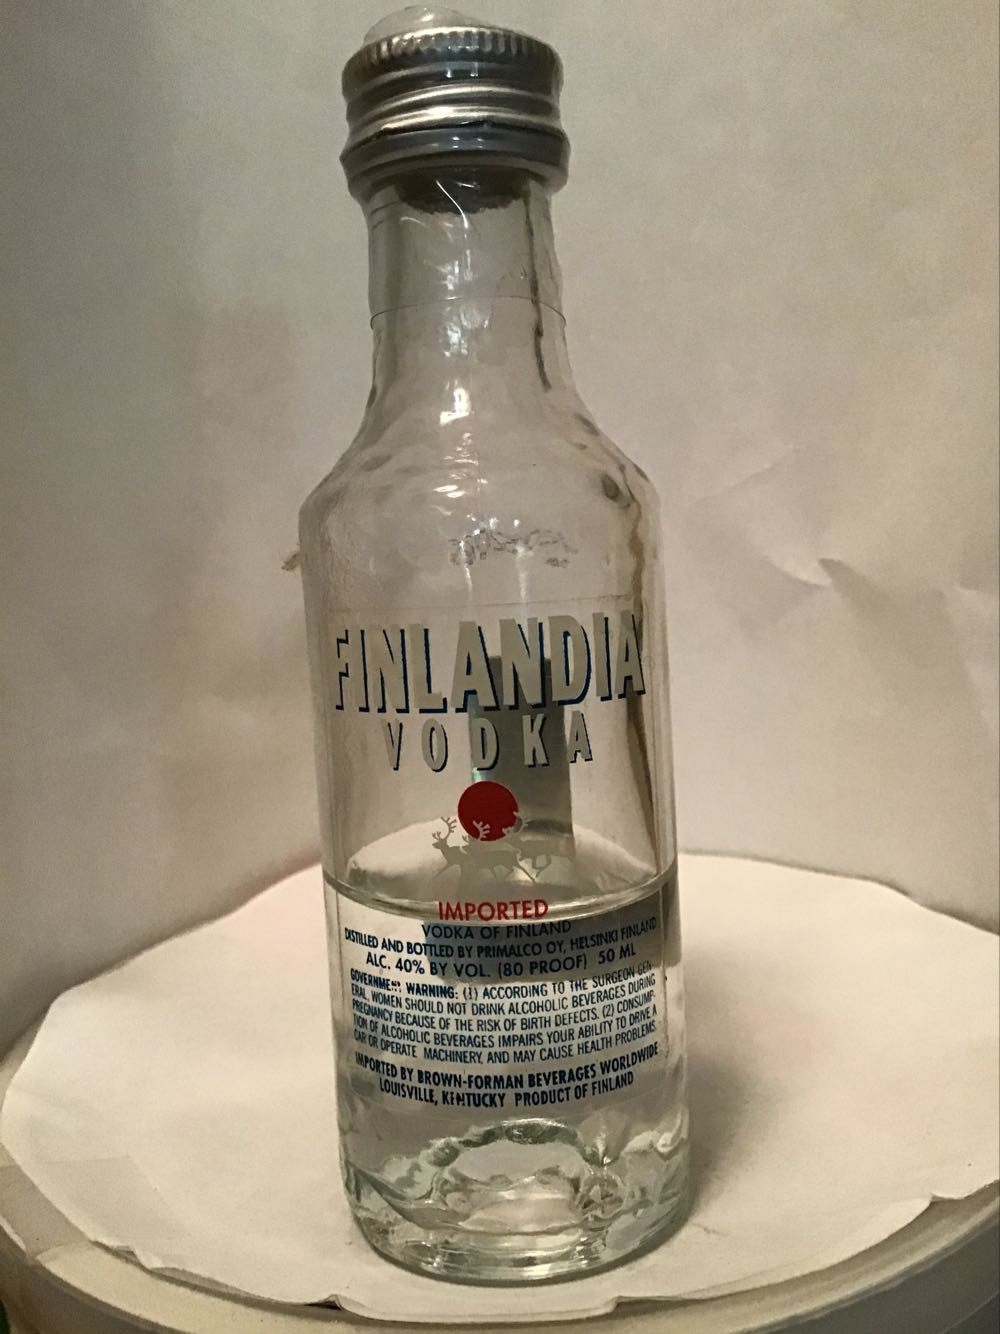 FINLANDIA
VODKA
IMPORTED
VODKA OF FINLAND
DISTILLED AND BOTTLED BY PRIMALCO OY, HELSINKI FINLAND
ALC. 40% BY VOL. (80 PROOF) 50 ML
GOVERNMENT WARNING: (1) ACCORDING TO THE SURGEON GEN-
ERAL, WOMEN SHOULD NOT DRINK ALCOHOLIC BEVERAGES DURING
PREGNANCY BECAUSE OF THE RISK OF BIRTH DEFECTS. (2) CONSUMP-
TION OF ALCOHOLIC BEVERAGES IMPAIRS YOUR ABILITY TO DRIVE A
CAR OR OPERATE MACHINERY, AND MAY CAUSE HEALTH PROBLEMS.
IMPORTED BY BROWN-FORMAN BEVERAGES WORLDWIDE
LOUISVILLE, KENTUCKY PRODUCT OF FINLAND